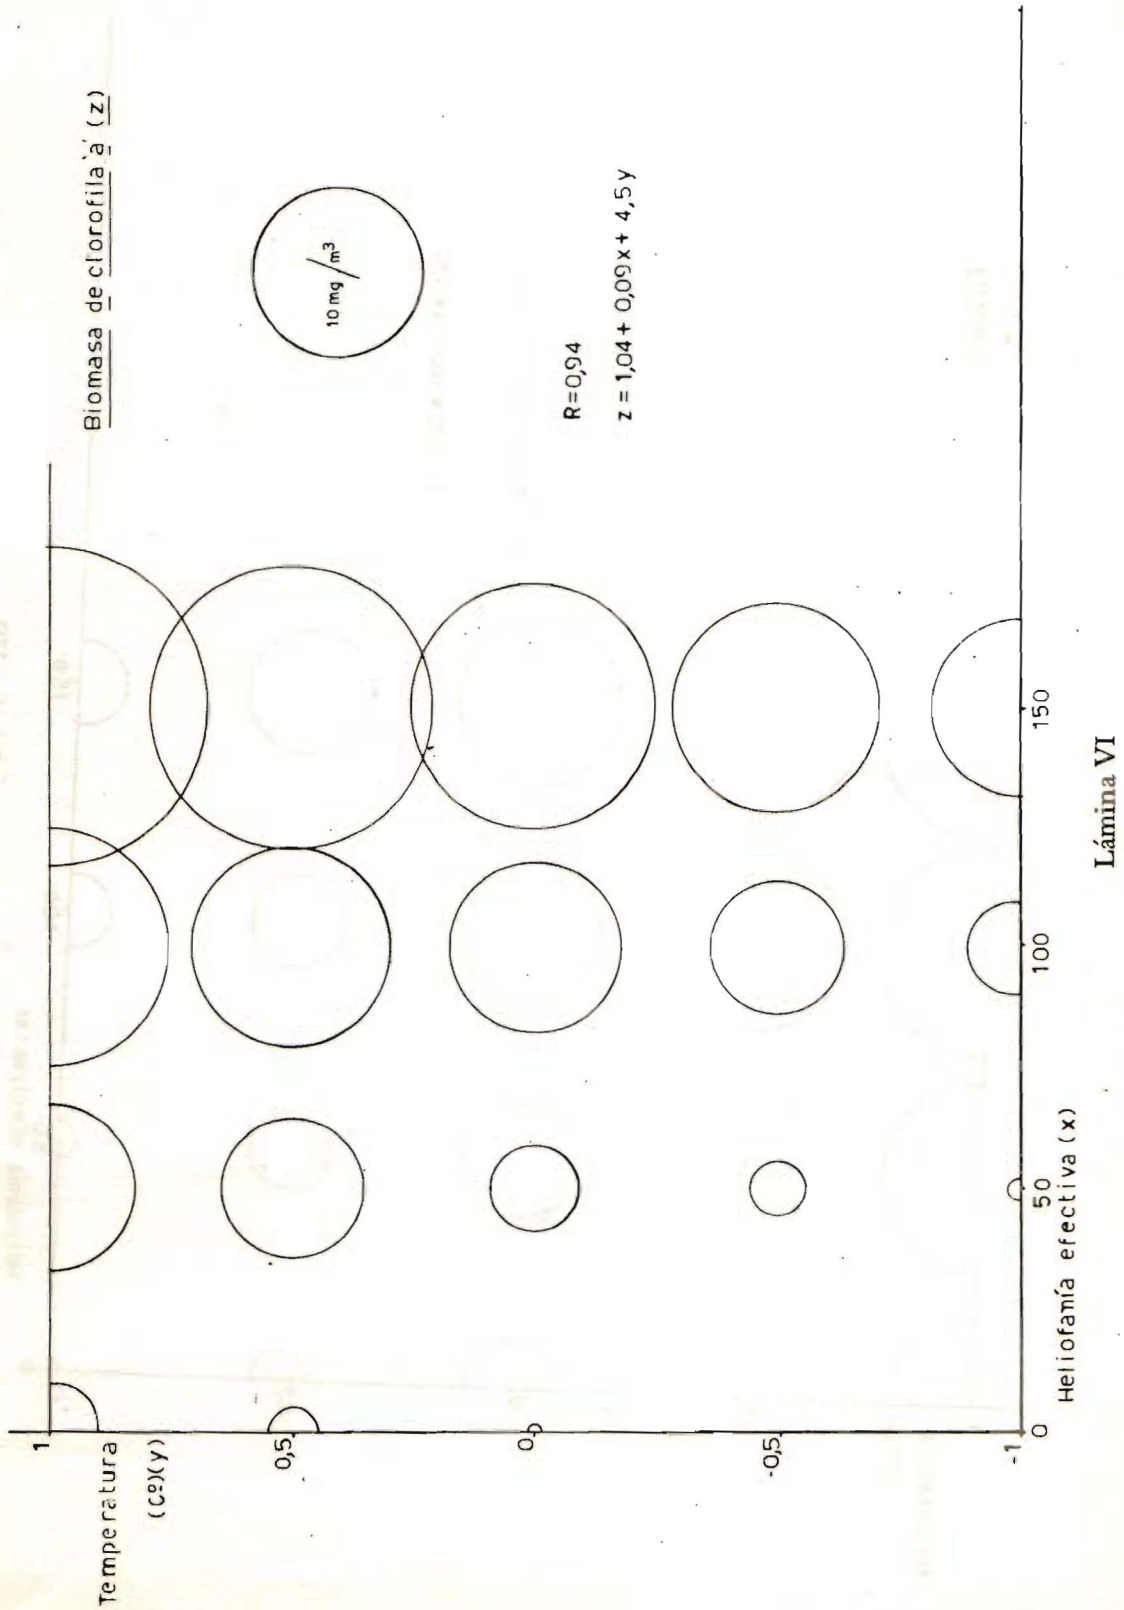 Biomasa de clorofila 'a' (z)
10 mg/m³
R=0,94
z = 1,04 + 0,09x + 4,5y
Temperatura
(Cº)(y)
1
0,5
0
-0,5
-1
0
50
100
150
Heliofanía efectiva (x)
Lámina VI